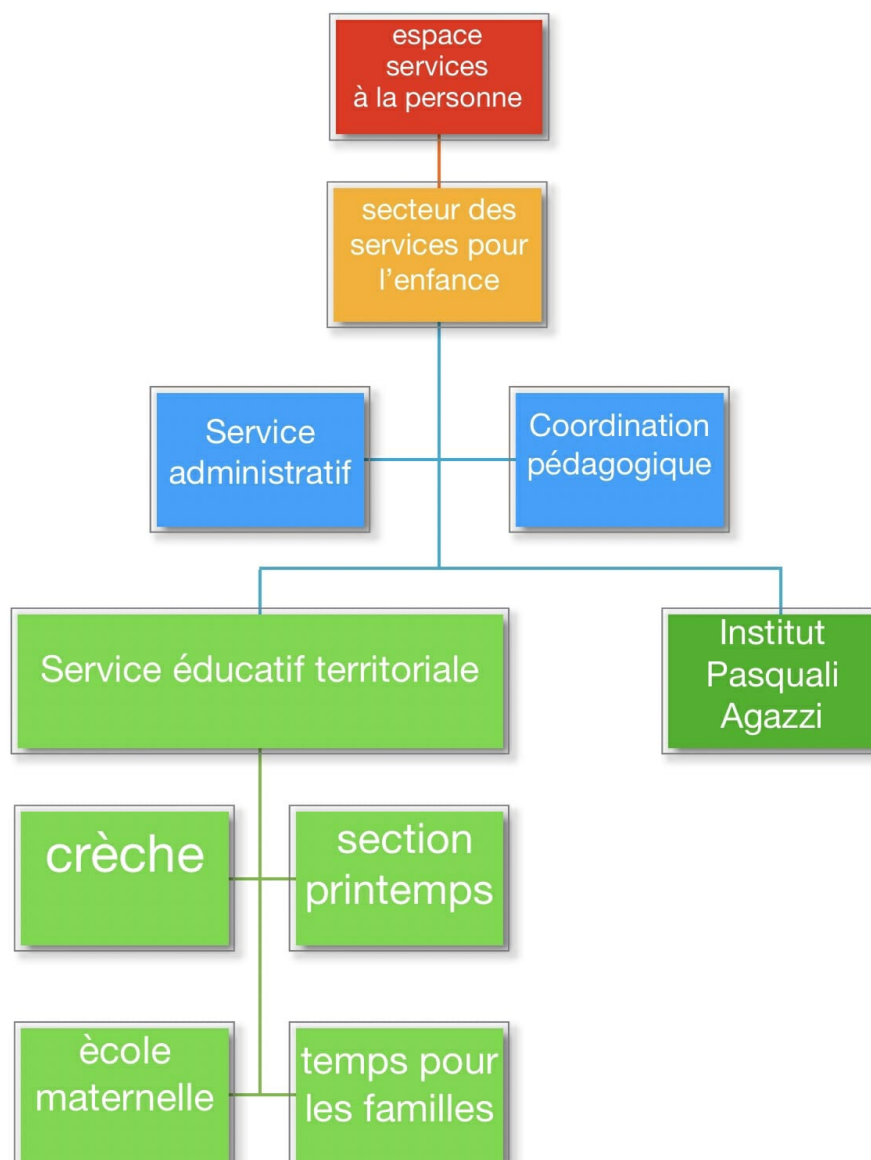 espace
services
à la personne
secteur des
services pour
l'enfance
Service
administratif
Coordination
pédagogique
Service éducatif territoriale
Institut
Pasquali
Agazzi
crèche
section
printemps
ècole
maternelle
temps pour
les familles